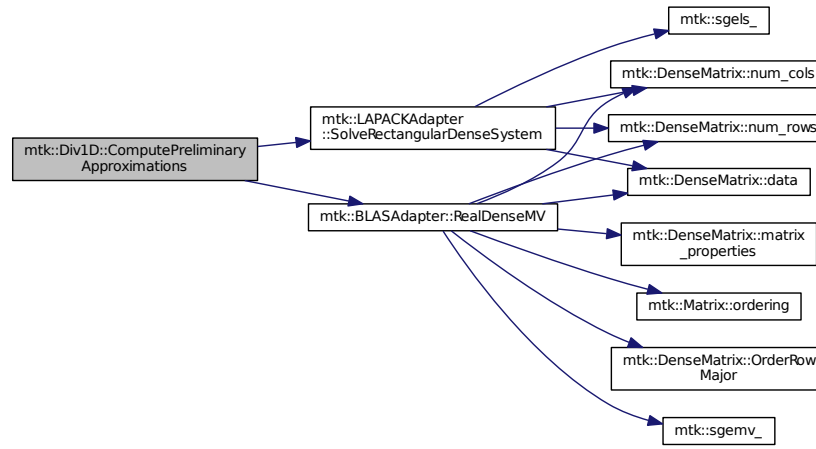 mtk::Div1D::ComputePreliminary
Approximations
mtk::LAPACKAdapter
::SolveRectangularDenseSystem
mtk::BLASAdapter::RealDenseMV
mtk::sgels_
mtk::DenseMatrix::num_cols
mtk::DenseMatrix::num_rows
mtk::DenseMatrix::data
mtk::DenseMatrix::matrix
_properties
mtk::Matrix::ordering
mtk::DenseMatrix::OrderRow
Major
mtk::sgemv_